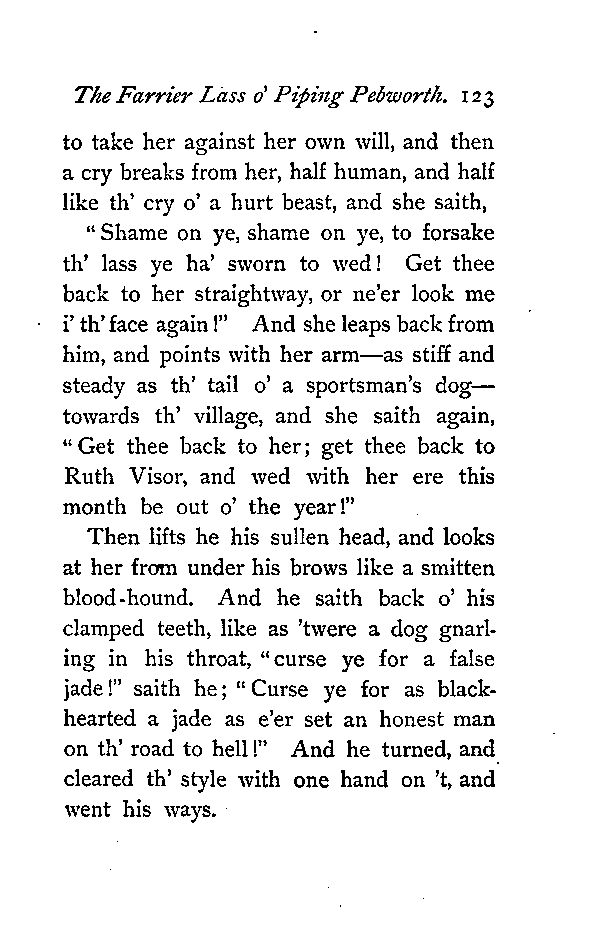 The Farrier Lass o' Piping Pebworth. 123
to take her against her own will, and then
a cry breaks from her, half human, and half
like th' cry o' a hurt beast, and she saith,
“Shame on ye, shame on ye, to forsake
th' lass ye ha' sworn to wed! Get thee
back to her straightway, or ne'er look me
i' th' face again!” And she leaps back from
him, and points with her arm—as stiff and
steady as th' tail o' a sportsman's dog—
towards th' village, and she saith again,
“Get thee back to her; get thee back to
Ruth Visor, and wed with her ere this
month be out o' the year!”
Then lifts he his sullen head, and looks
at her from under his brows like a smitten
blood-hound. And he saith back o' his
clamped teeth, like as 'twere a dog gnarl-
ing in his throat, “curse ye for a false
jade!” saith he; “Curse ye for as black-
hearted a jade as e'er set an honest man
on th' road to hell!” And he turned, and
cleared th' style with one hand on 't, and
went his ways.